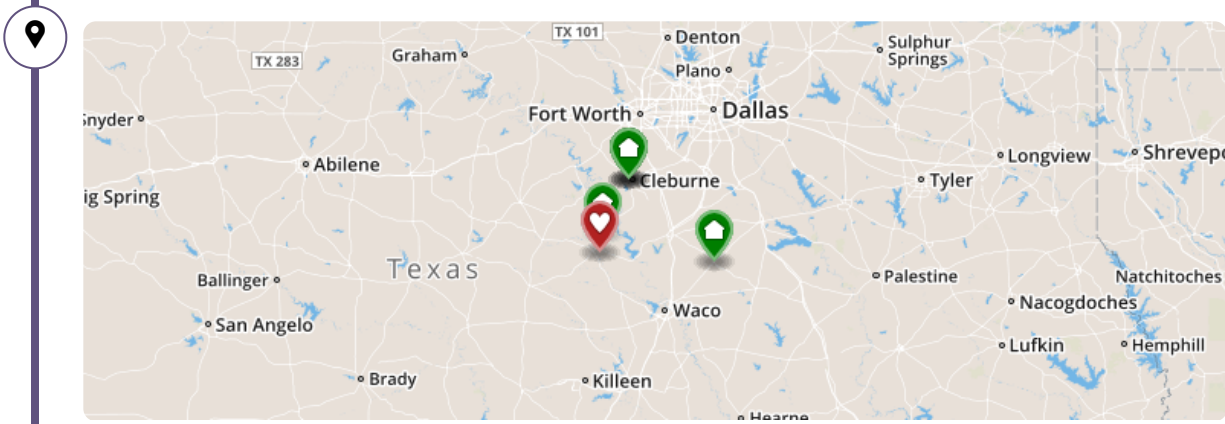 TX 101
Denton
Sulphur
Springs
Graham
TX 283
Plano
Dallas
Fort Worth
Snyder
Longview
Shrevepo
Abilene
Cleburne
Tyler
ig Spring
Texas
Palestine
Natchitoches
Ballinger
Nacogdoches
Waco
San Angelo
Lufkin
Hemphill
Brady
Killeen
Hearne